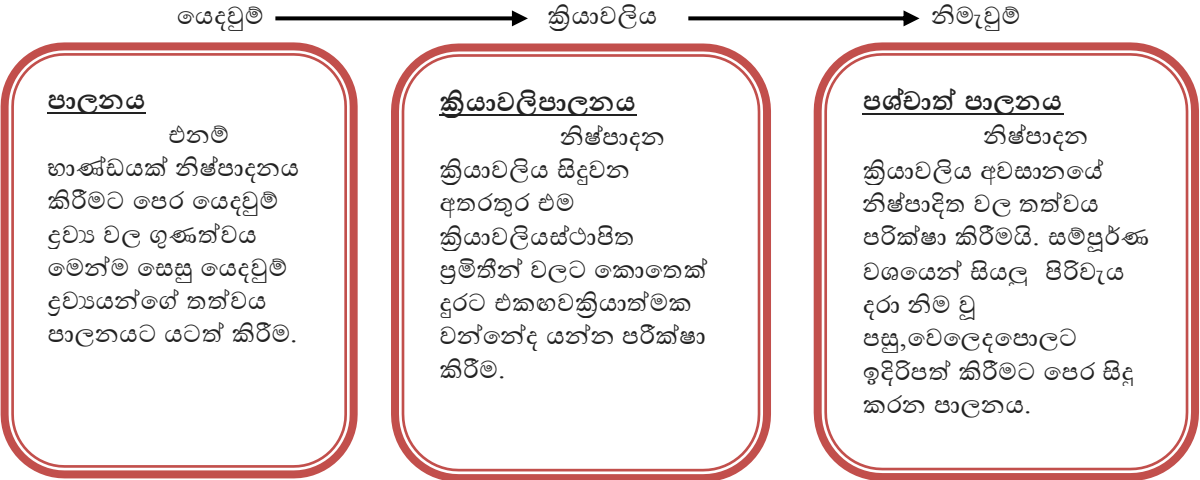 යෙදවුම් ක්‍රියාවලිය නිමැවුම්
පාලනය
එනම්
භාණ්ඩයක් නිෂ්පාදනය
කිරීමට පෙර යෙදවුම්
ද්‍රව්‍ය වල ගුණත්වය
මෙන්ම සෙසු යෙදවුම්
ද්‍රව්‍යයන්ගේ තත්වය
පාලනයට යටත් කිරීම.
ක්‍රියාවලිපාලනය
නිෂ්පාදන
ක්‍රියාවලිය සිදුවන
අතරතුර එම
ක්‍රියාවලියස්ථාපිත
ප්‍රමිතීන් වලට කොතෙක්
දුරට එකඟවක්‍රියාත්මක
වන්නේද යන්න පරීක්ෂා
කිරීම.
පශ්චාත් පාලනය
නිෂ්පාදන
ක්‍රියාවලිය අවසානයේ
නිෂ්පාදිත වල තත්වය
පරික්ෂා කිරීමයි. සම්පූර්ණ
වශයෙන් සියලු පිරිවැය
දරා නිම වූ
පසු,වෙලෙදපොලට
ඉදිරිපත් කිරීමට පෙර සිදු
කරන පාලනය.